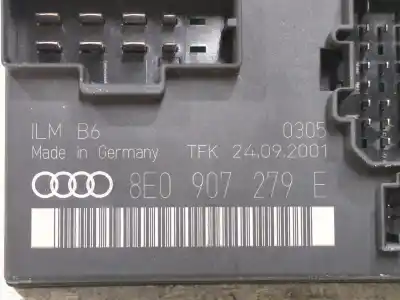 ILM B6 0305
Made in Germany TFK 24.09.2001
8E0 907 279 E